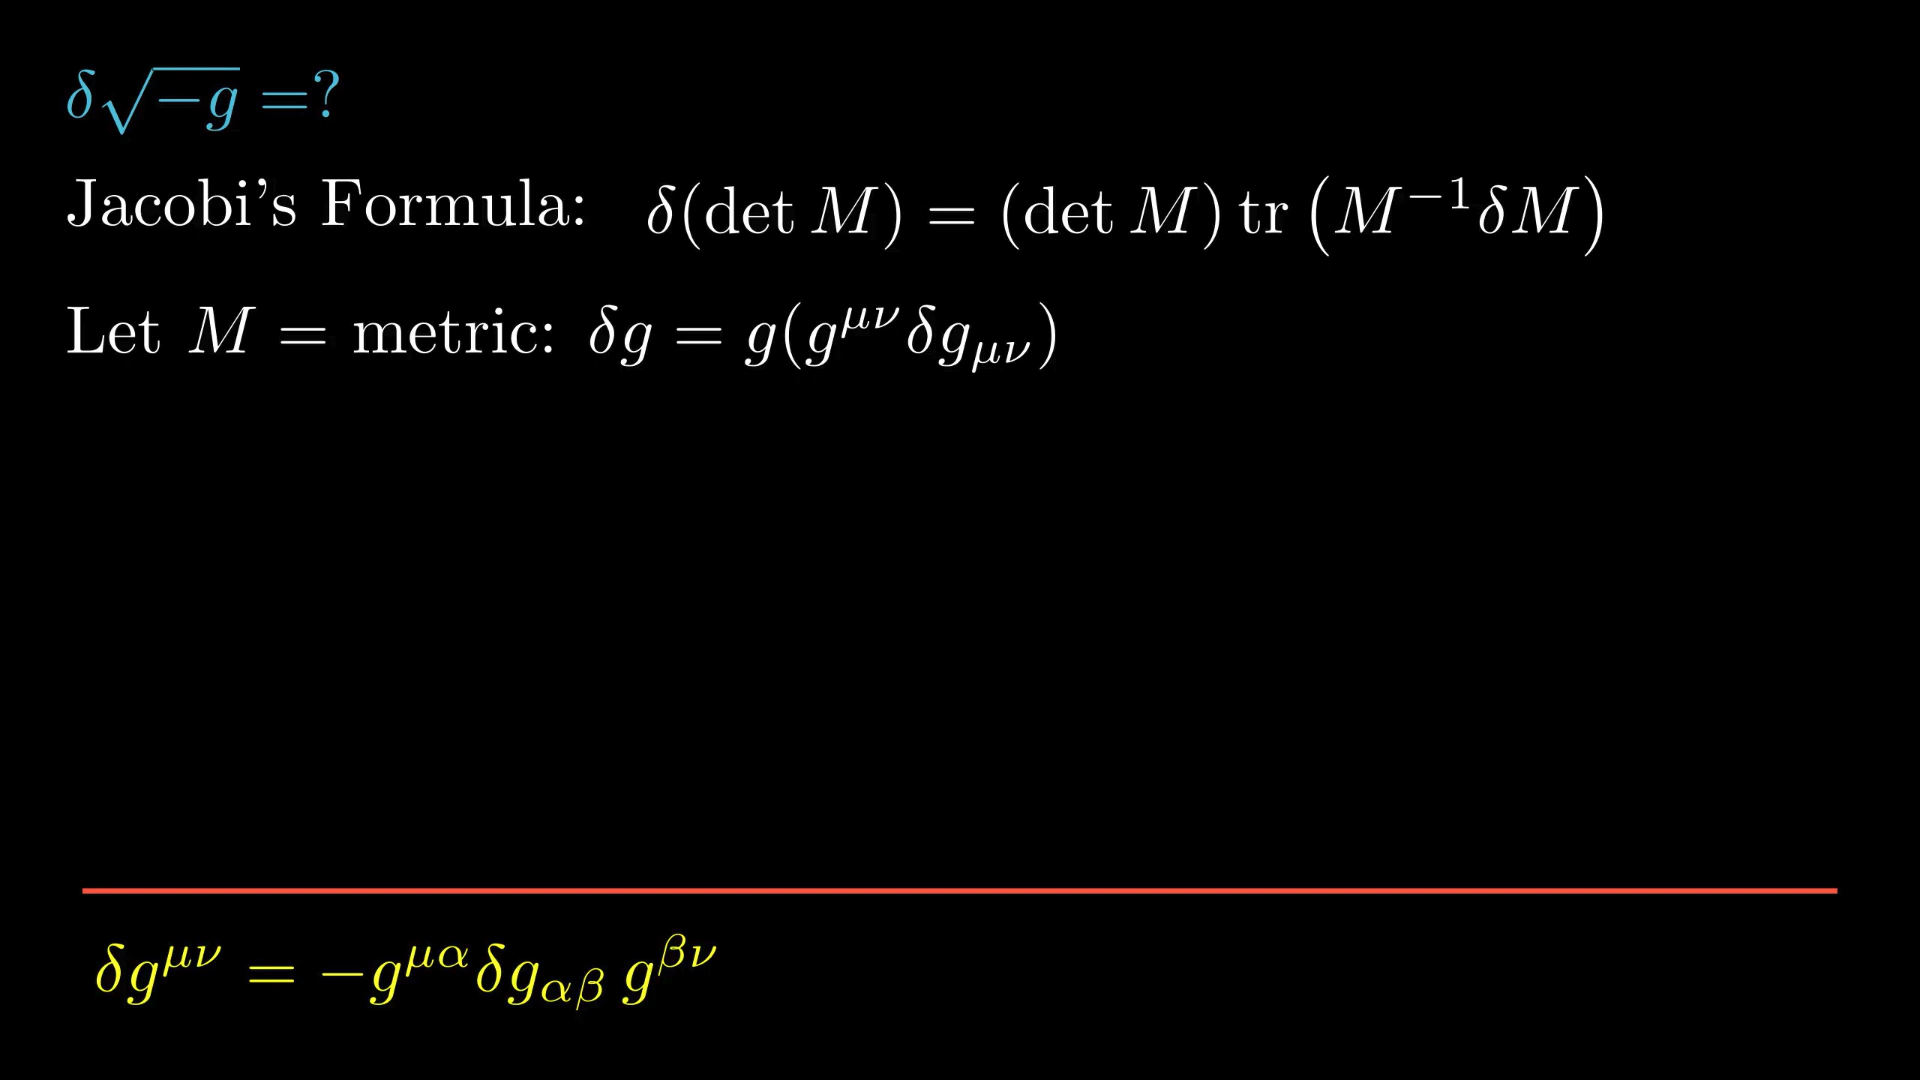 δ√−g =?
Jacobi's Formula: δ(det M) = (det M) tr (M⁻¹δM)
Let M = metric: δg = g(g^{μν}δg_{μν})
δg^{μν} = −g^{μα}δg_{αβ} g^{βν}